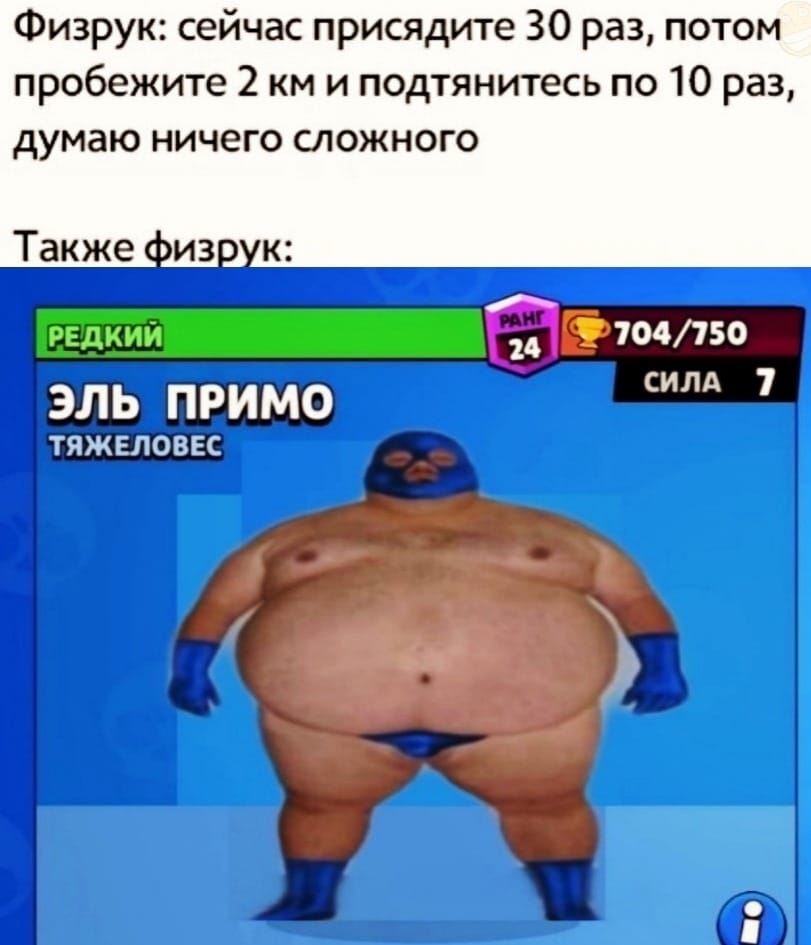 Физрук: сейчас присядите 30 раз, потом
пробежите 2 км и подтянитесь по 10 раз,
думаю ничего сложного
Также физрук:
РЕДКИЙ
РАНГ
24
704/750
СИЛА 7
ЭЛЬ ПРИМО
ТЯЖЕЛОВЕС
i